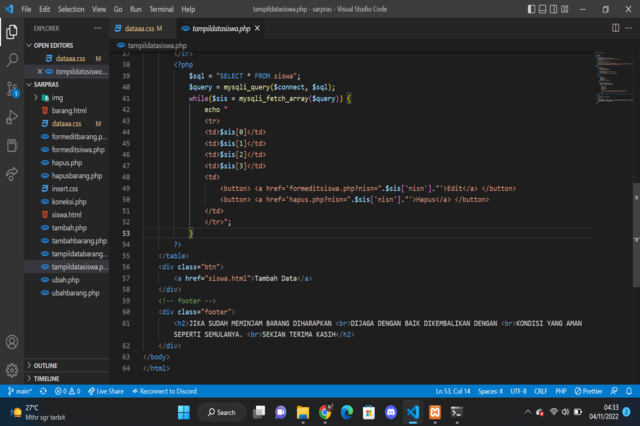 File Edit Selection View Go Run Terminal Help
tampildatasiswa.php - sarpras - Visual Studio Code
EXPLORER
OPEN EDITORS
dataaa.css M
tampildatasiswa...
SARPRAS
img
barang.html
dataaa.css M
formeditbarang.p...
formeditsiswa.php
hapus.php
hapusbarang.php
insert.css
koneksi.php
siswa.html
tambah.php
tambahbarang.php
tampildatabarang...
tampildatasiswa.p...
ubah.php
ubahbarang.php
OUTLINE
TIMELINE
dataaa.css M
tampildatasiswa.php
tampildatasiswa.php
37 </tr>
38 <?php
39 $sql = "SELECT * FROM siswa";
40 $query = mysqli_query($connect, $sql);
41 while($sis = mysqli_fetch_array($query)) {
42 echo "
43 <tr>
44 <td>$sis[0]</td>
45 <td>$sis[1]</td>
46 <td>$sis[2]</td>
47 <td>$sis[3]</td>
48 <td>
49 <button> <a href='formeditsiswa.php?nisn=".$sis['nisn']."'>Edit</a> </button>
50 <button> <a href='hapus.php?nisn=".$sis['nisn']."'>Hapus</a> </button>
51 </td>
52 </tr>";
53 }
54 ?>
55 </table>
56 <div class="btn">
57 <a href="siswa.html">Tambah Data</a>
58 </div>
59 <!-- footer -->
60 <div class="footer">
61 <h2>JIKA SUDAH MEMINJAM BARANG DIHARAPKAN <br>DIJAGA DENGAN BAIK DIKEMBALIKAN DENGAN <br>KONDISI YANG AMAN
SEPERTI SEMULANYA. <br>SEKIAN TERIMA KASIH</h2>
62 </div>
63 </body>
64 </html>
main* 0 0 Live Share Reconnect to Discord
Ln 53, Col 14 Spaces: 4 UTF-8 CRLF PHP Prettier
27°C
Mthr sgr terbit
Search
04:33
04/11/2022